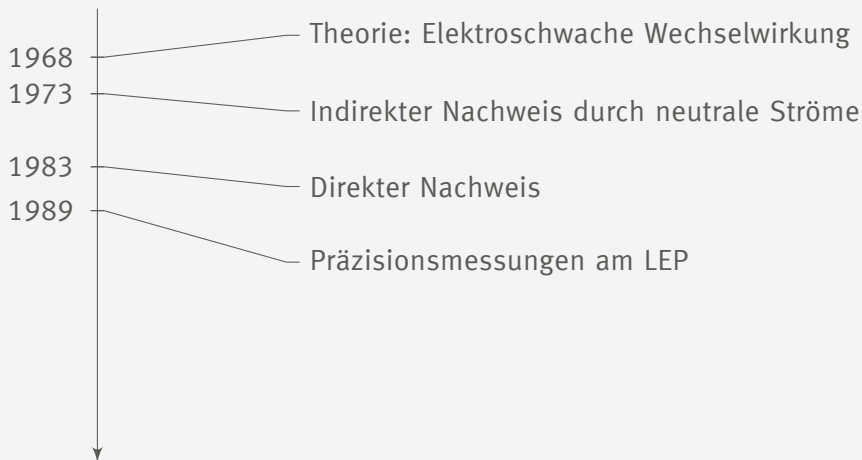 1968 Theorie: Elektroschwache Wechselwirkung
1973 Indirekter Nachweis durch neutrale Ströme
1983 Direkter Nachweis
1989 Präzisionsmessungen am LEP